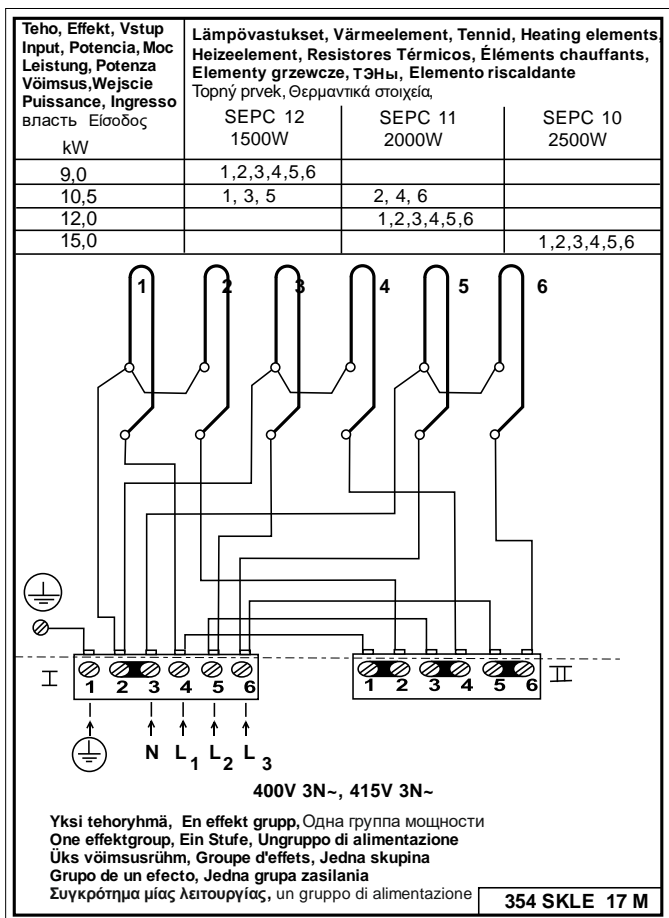 Teho, Effekt, Vstup
Input, Potencia, Moc
Leistung, Potenza
Vöimsus,Wejscie
Puissance, Ingresso
власть Είσοδος
kW
Lämpövastukset, Värmeelement, Tennid, Heating elements,
Heizeelement, Resistores Térmicos, Éléments chauffants,
Elementy grzewcze, тэны, Elemento riscaldante
Topný prvek, Θερμαντικά στοιχεία,
SEPC 12
1500W
SEPC 11
2000W
SEPC 10
2500W
9,0 1,2,3,4,5,6
10,5 1, 3, 5 2, 4, 6
12,0 1,2,3,4,5,6
15,0 1,2,3,4,5,6
1 2 3 4 5 6
I 1 2 3 4 5 6
1 2 3 4 5 6 II
N L1 L2 L3
400V 3N~, 415V 3N~
Yksi tehoryhmä, En effekt grupp, Одна группа мощности
One effektgroup, Ein Stufe, Ungruppo di alimentazione
Üks vöimsusrühm, Groupe d'effets, Jedna skupina
Grupo de un efecto, Jedna grupa zasilania
Συγκρότημα μίας λειτουργίας, un gruppo di alimentazione
354 SKLE 17 M